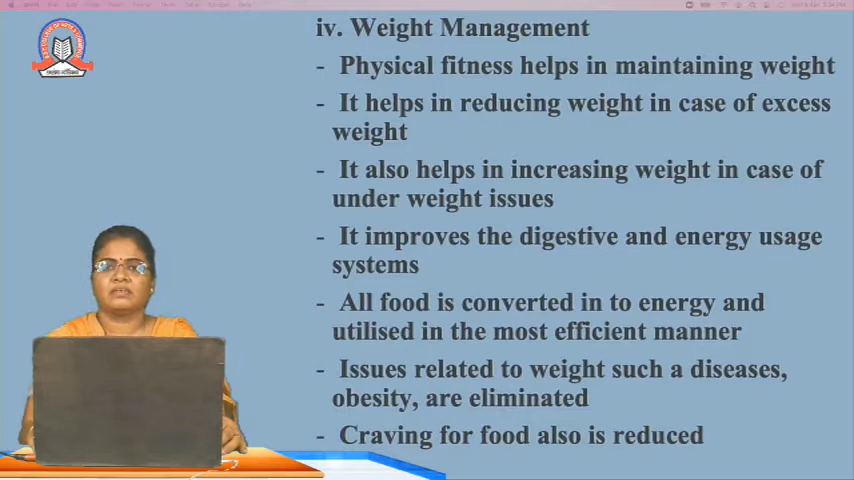 iv. Weight Management
- Physical fitness helps in maintaining weight
- It helps in reducing weight in case of excess
weight
- It also helps in increasing weight in case of
under weight issues
- It improves the digestive and energy usage
systems
- All food is converted in to energy and
utilised in the most efficient manner
- Issues related to weight such a diseases,
obesity, are eliminated
- Craving for food also is reduced